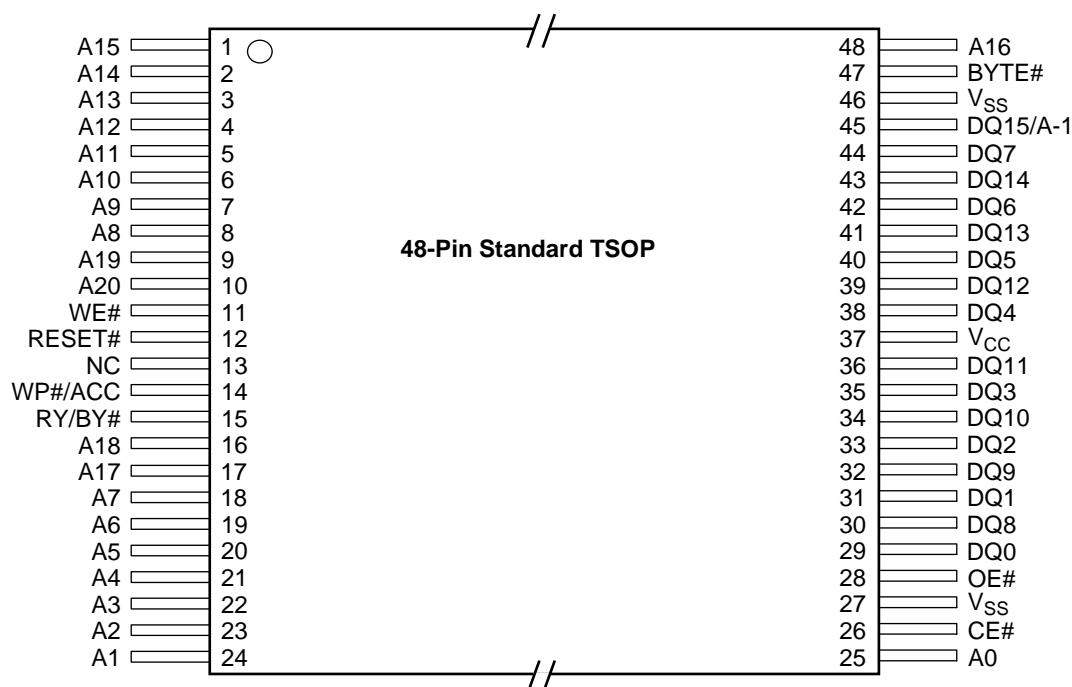 A15 1 48 A16
A14 2 47 BYTE#
A13 3 46 VSS
A12 4 45 DQ15/A-1
A11 5 44 DQ7
A10 6 43 DQ14
A9 7 42 DQ6
A8 8 48-Pin Standard TSOP 41 DQ13
A19 9 40 DQ5
A20 10 39 DQ12
WE# 11 38 DQ4
RESET# 12 37 VCC
NC 13 36 DQ11
WP#/ACC 14 35 DQ3
RY/BY# 15 34 DQ10
A18 16 33 DQ2
A17 17 32 DQ9
A7 18 31 DQ1
A6 19 30 DQ8
A5 20 29 DQ0
A4 21 28 OE#
A3 22 27 VSS
A2 23 26 CE#
A1 24 25 A0